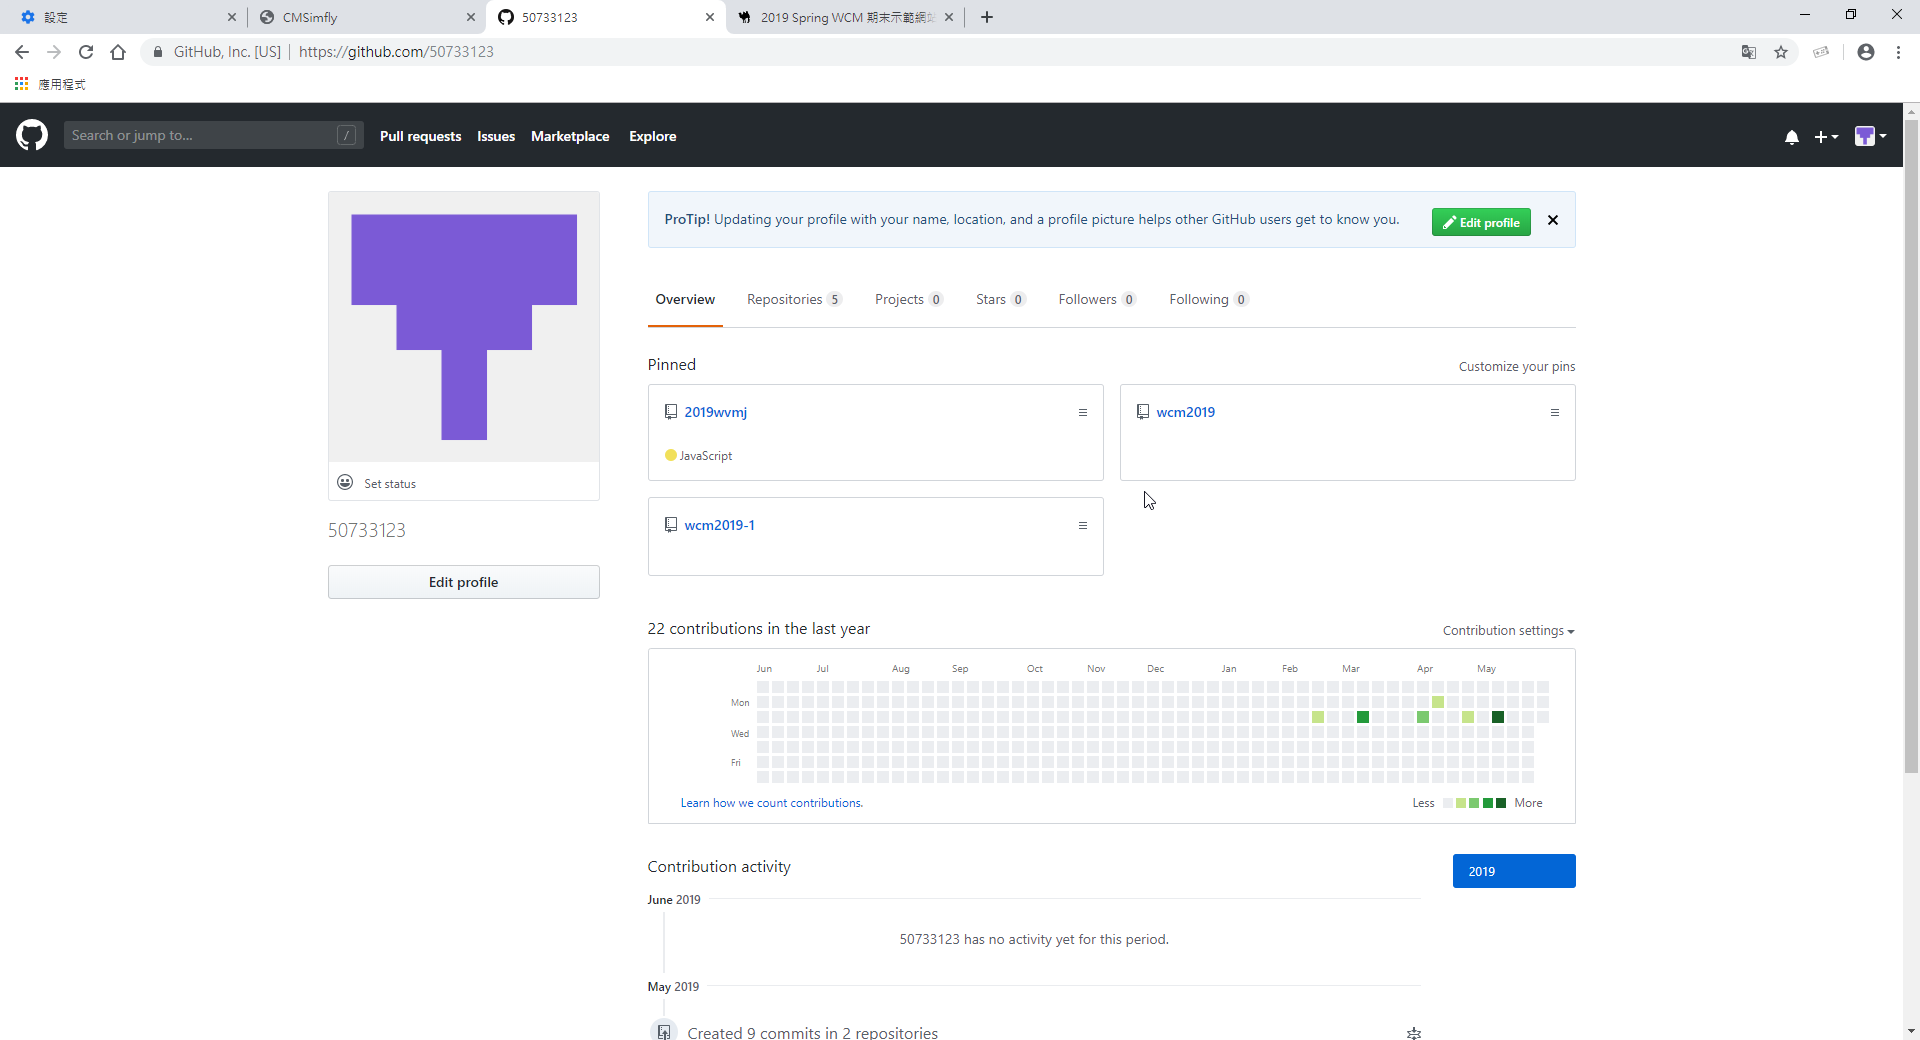 設定
CMSimfly
50733123
2019 Spring WCM 期末示範網站
GitHub, Inc. [US] | https://github.com/50733123
應用程式
Search or jump to...
/
Pull requests
Issues
Marketplace
Explore
ProTip! Updating your profile with your name, location, and a profile picture helps other GitHub users get to know you.
Edit profile
Overview
Repositories 5
Projects 0
Stars 0
Followers 0
Following 0
Pinned
Customize your pins
2019wvmj
JavaScript
wcm2019
wcm2019-1
Set status
50733123
Edit profile
22 contributions in the last year
Contribution settings
Jun Jul Aug Sep Oct Nov Dec Jan Feb Mar Apr May
Mon
Wed
Fri
Learn how we count contributions.
Less
More
Contribution activity
2019
June 2019
50733123 has no activity yet for this period.
May 2019
Created 9 commits in 2 repositories